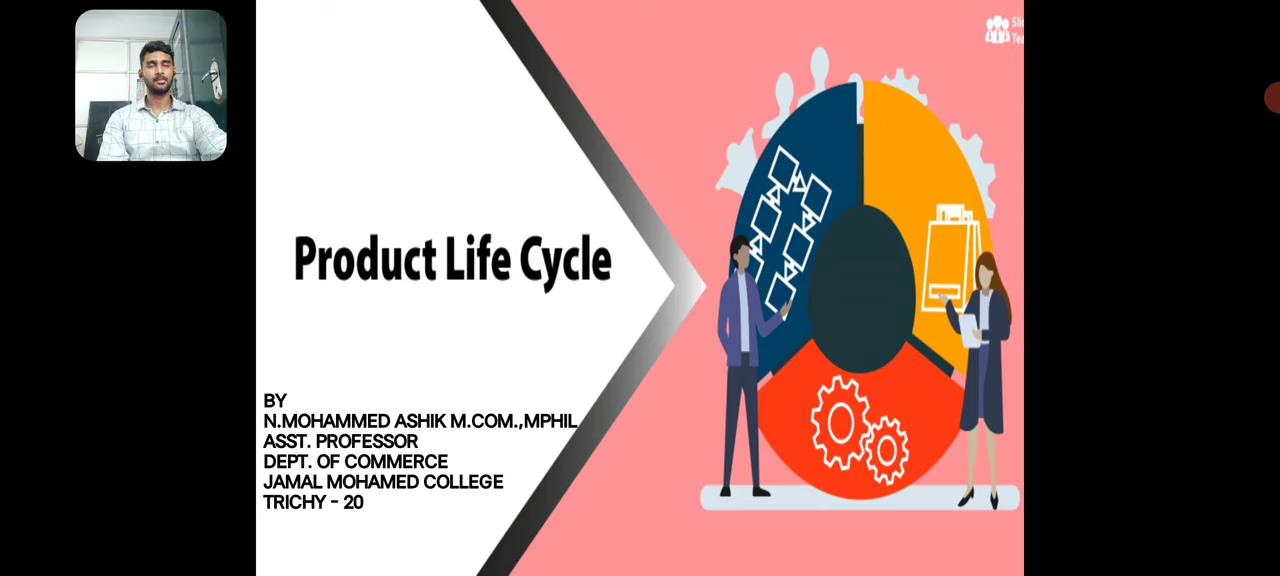 Product Life Cycle
BY
N.MOHAMMED ASHIK M.COM.,MPHIL
ASST. PROFESSOR
DEPT. OF COMMERCE
JAMAL MOHAMED COLLEGE
TRICHY - 20